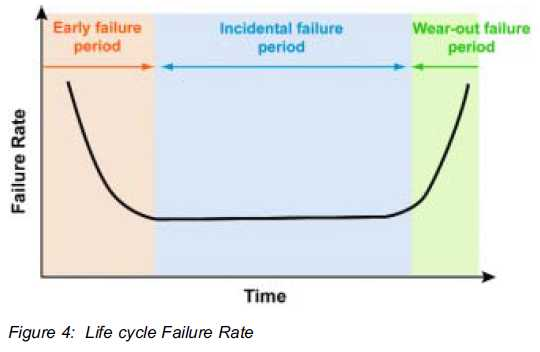 Early failure
period
Incidental failure
period
Wear-out failure
period
Failure Rate
Time
Figure 4: Life cycle Failure Rate